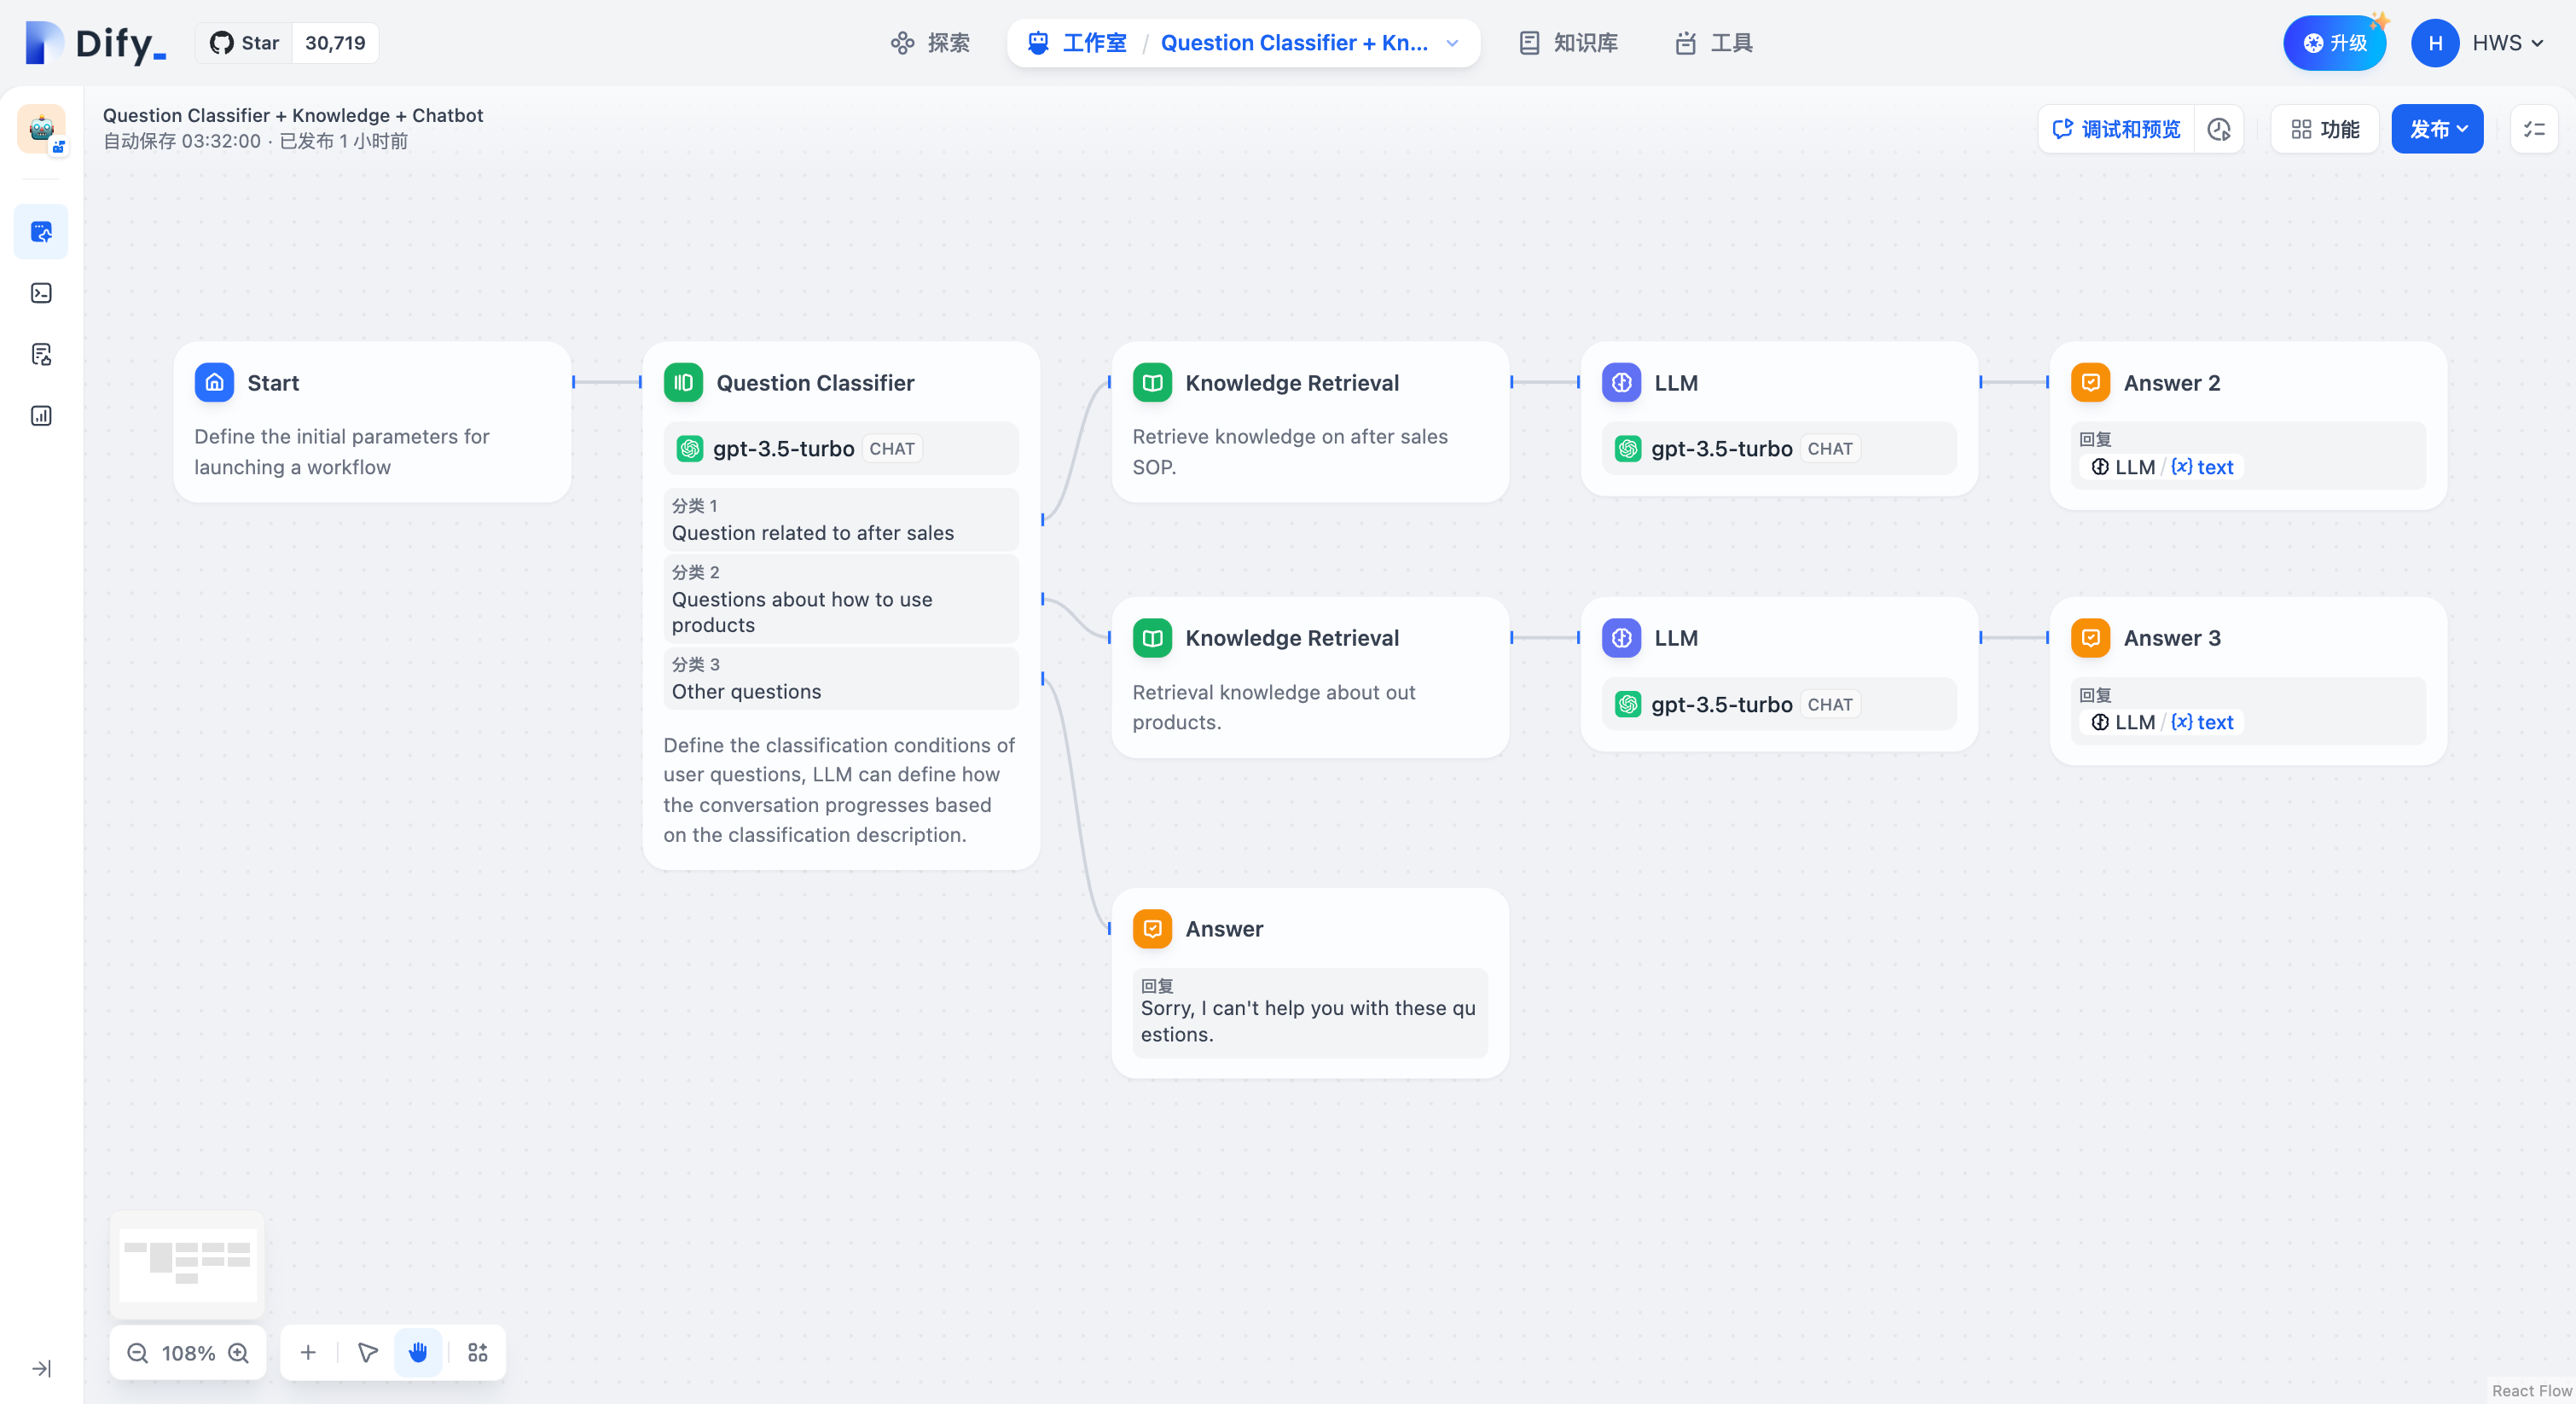 Dify_
Star 30,719
探索
工作室 / Question Classifier + Kn...
知识库
工具
升级
H HWS
Question Classifier + Knowledge + Chatbot
自动保存 03:32:00 · 已发布 1 小时前
调试和预览
功能
发布
Start
Define the initial parameters for
launching a workflow
Question Classifier
gpt-3.5-turbo CHAT
分类 1
Question related to after sales
分类 2
Questions about how to use
products
分类 3
Other questions
Define the classification conditions of
user questions, LLM can define how
the conversation progresses based
on the classification description.
Knowledge Retrieval
Retrieve knowledge on after sales
SOP.
LLM
gpt-3.5-turbo CHAT
Answer 2
回复
LLM / {x} text
Knowledge Retrieval
Retrieval knowledge about out
products.
LLM
gpt-3.5-turbo CHAT
Answer 3
回复
LLM / {x} text
Answer
回复
Sorry, I can't help you with these qu
estions.
108%
React Flow